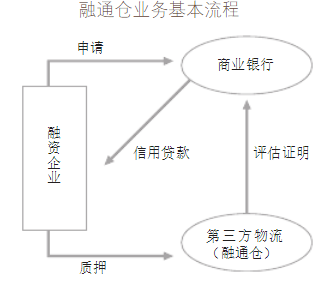 融通仓业务基本流程
申请
商业银行
融资企业
信用贷款
评估证明
第三方物流
（融通仓）
质押